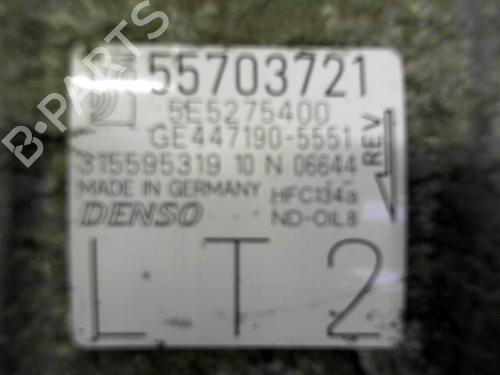 B-PARTS
55703721
5E5275400
GE447190-5551
315595319 10 N 06644
MADE IN GERMANY HFC134a
DENSO ND-OIL8
REV
LT2